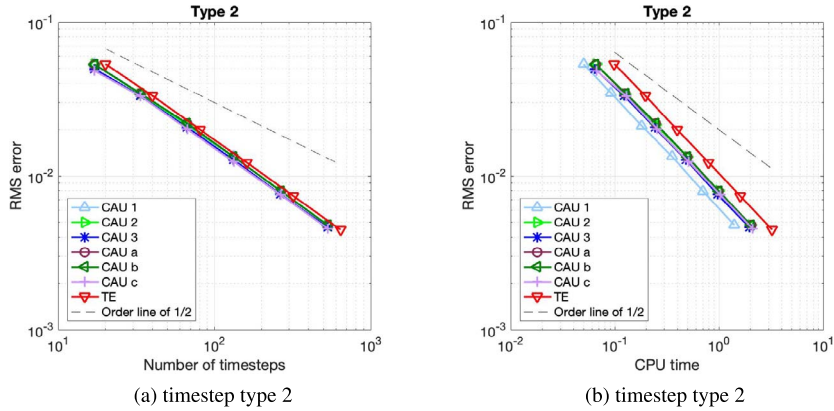 Type 2
10^-1
10^-2
10^-3
RMS error
CAU 1
CAU 2
CAU 3
CAU a
CAU b
CAU c
TE
Order line of 1/2
10^1
10^2
10^3
Number of timesteps
(a) timestep type 2
Type 2
10^-1
10^-2
10^-3
RMS error
CAU 1
CAU 2
CAU 3
CAU a
CAU b
CAU c
TE
Order line of 1/2
10^-2
10^-1
10^0
10^1
CPU time
(b) timestep type 2